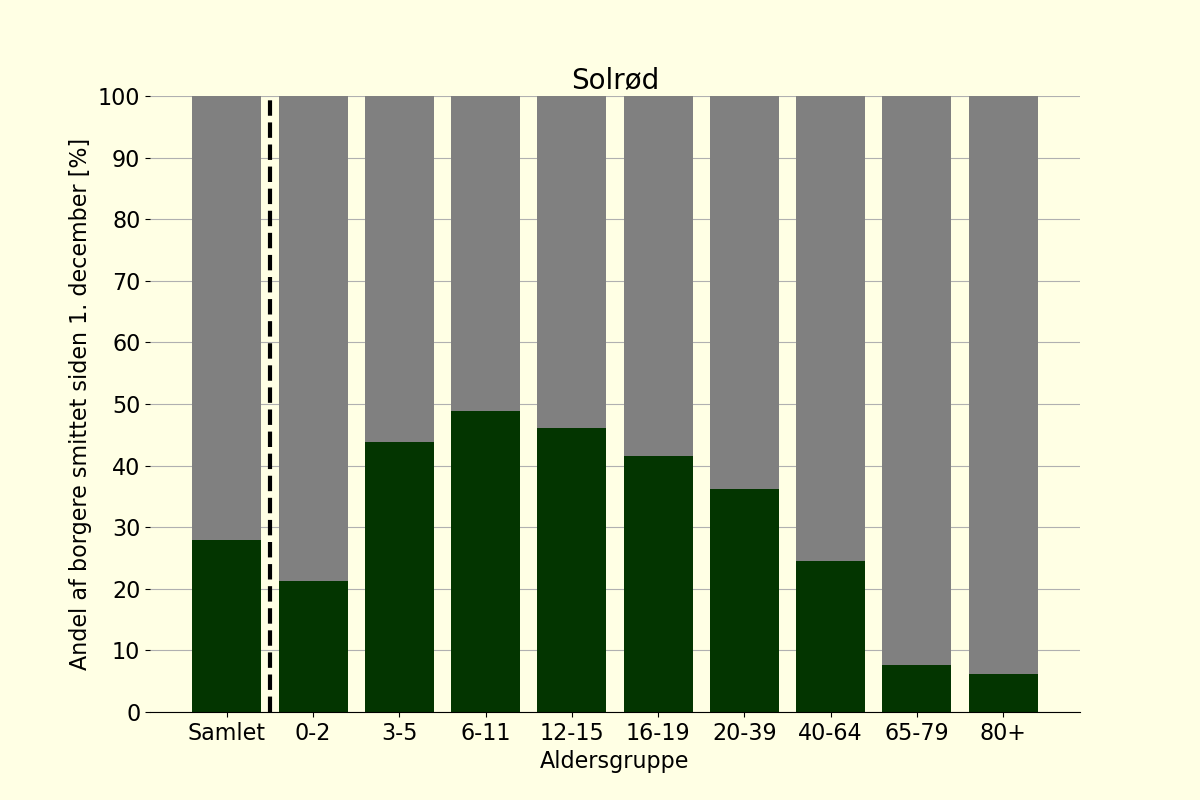 Solrød
Andel af borgere smittet siden 1. december [%]
100
90
80
70
60
50
40
30
20
10
0
Samlet 0-2 3-5 6-11 12-15 16-19 20-39 40-64 65-79 80+
Aldersgruppe